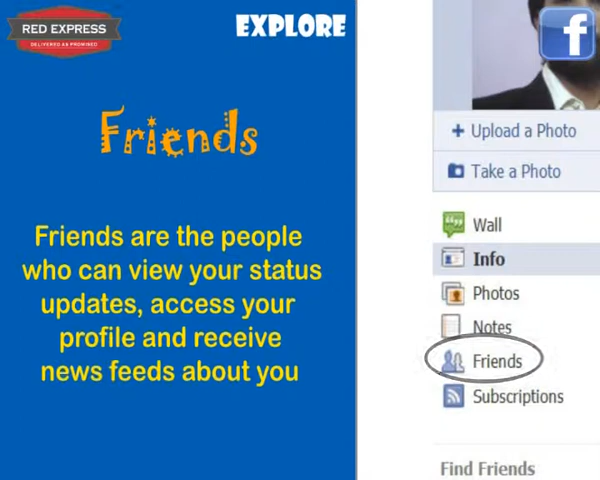 RED EXPRESS
DELIVERED AS PROMISED
EXPLORE
Friends
Friends are the people
who can view your status
updates, access your
profile and receive
news feeds about you
f
+ Upload a Photo
Take a Photo
Wall
Info
Photos
Notes
Friends
Subscriptions
Find Friends